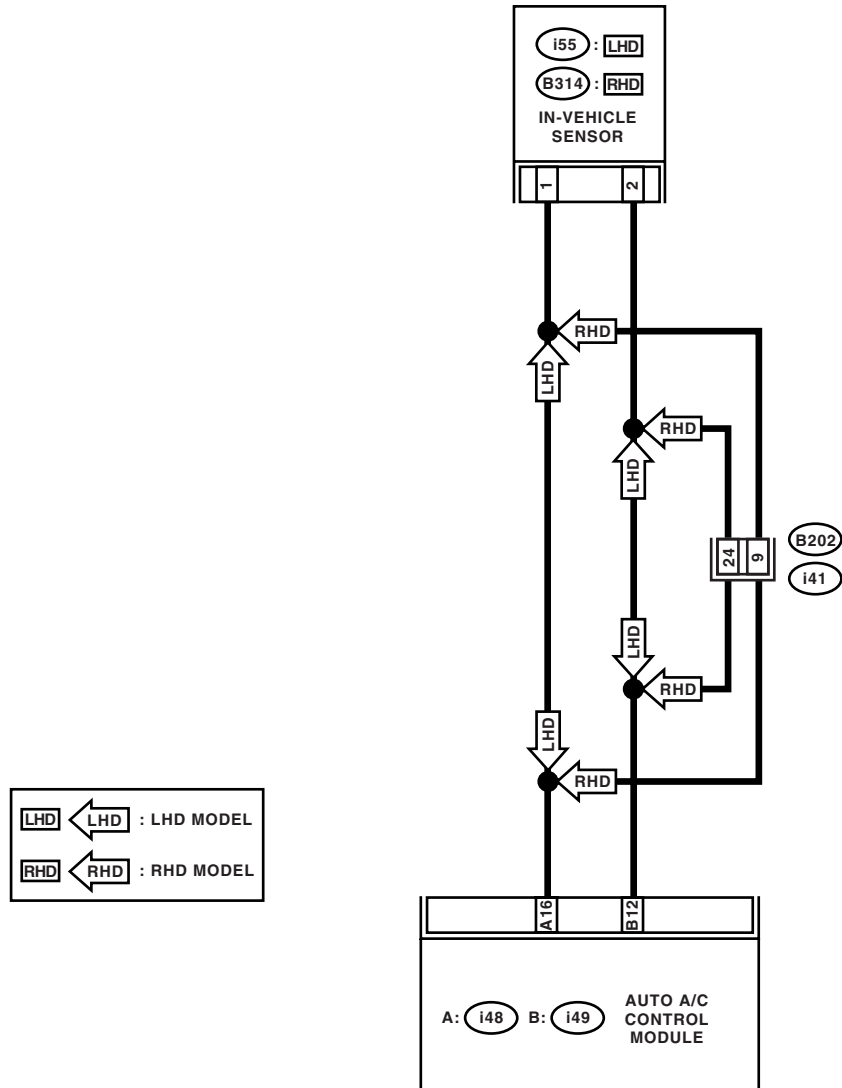 i55 : LHD
B314 : RHD
IN-VEHICLE
SENSOR
1 2
RHD
LHD
RHD
LHD
24 9
B202
i41
LHD
RHD
LHD
RHD
LHD LHD : LHD MODEL
RHD RHD : RHD MODEL
A16 B12
A: i48 B: i49
AUTO A/C
CONTROL
MODULE